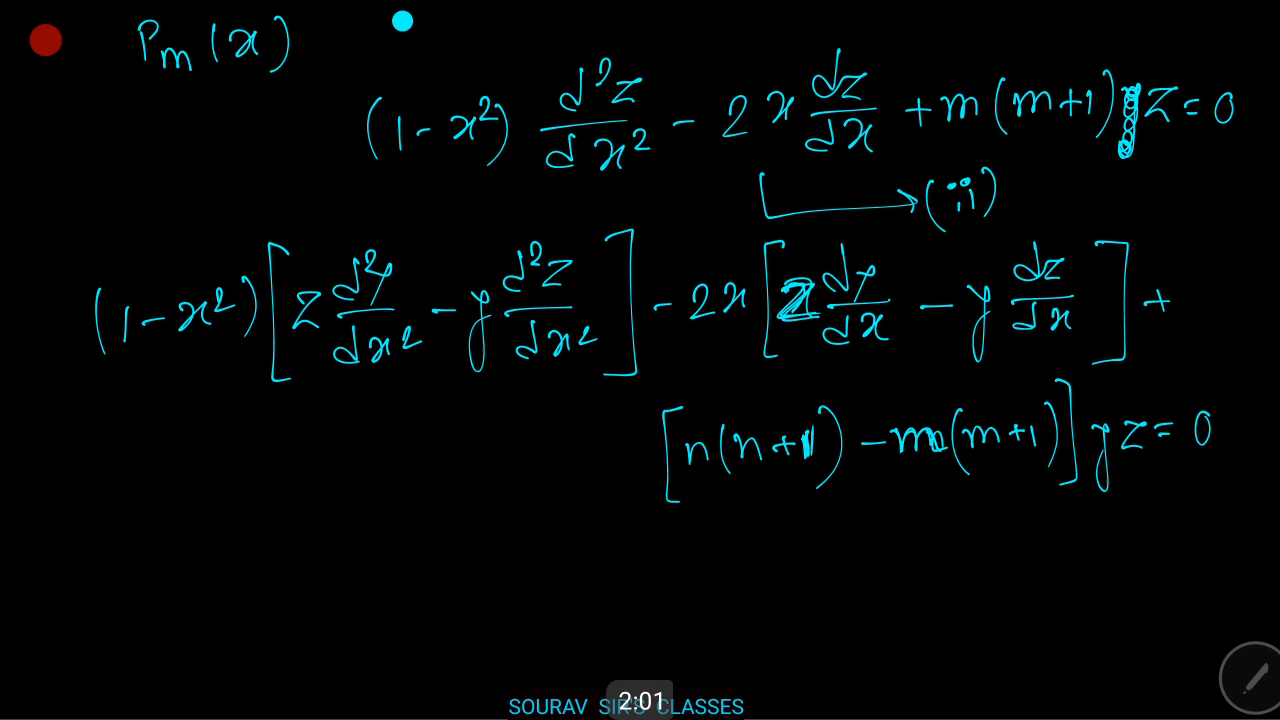 P_m(x)
(1-x²) d²z/dx² - 2x dz/dx + m(m+1) z = 0
→ (ii)
(1-x²) [z d²y/dx² - y d²z/dx²] - 2x [z dy/dx - y dz/dx] +
[n(n+1) - m(m+1)] yz = 0
SOURAV SIR'S CLASSES
2:01